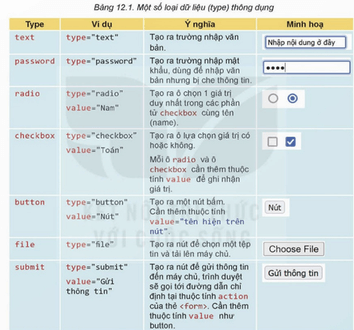 Bảng 12.1. Một số loại dữ liệu (type) thông dụng
Type Ví dụ Ý nghĩa Minh hoạ
text type="text" Tạo ra trường nhập văn bản. Nhập nội dung ở đây
password type="password" Tạo ra trường nhập mật khẩu, dùng để nhập văn bản nhưng bị che thông tin.
radio type="radio"
value="Nam"
Tạo ra ô chọn 1 giá trị
duy nhất trong các phần
tử checkbox cùng tên
(name).
checkbox type="checkbox"
value="Toán"
Tạo ra ô lựa chọn giá trị có
hoặc không.
Mỗi ô radio và ô
checkbox cần thêm thuộc
tính value để ghi nhận
giá trị.
button type="button"
value="Nút"
Tạo ra một nút bấm.
Cần thêm thuộc tính
value="tên hiện trên
nút".
Nút
file type="file" Tạo ra nút để chọn một tệp
tin và tải lên máy chủ.
Choose File
submit type="submit"
value="Gửi
thông tin"
Tạo ra nút để gửi thông tin
đến máy chủ, trình duyệt
sẽ gọi tới đường dẫn chỉ
định tại thuộc tính action
của thẻ <form>. Cần thêm
thuộc tính value như
button.
Gửi thông tin